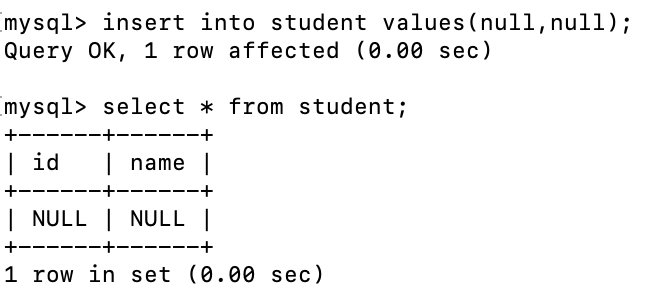 mysql> insert into student values(null,null);
Query OK, 1 row affected (0.00 sec)

mysql> select * from student;
+------+------+
| id   | name |
+------+------+
| NULL | NULL |
+------+------+
1 row in set (0.00 sec)